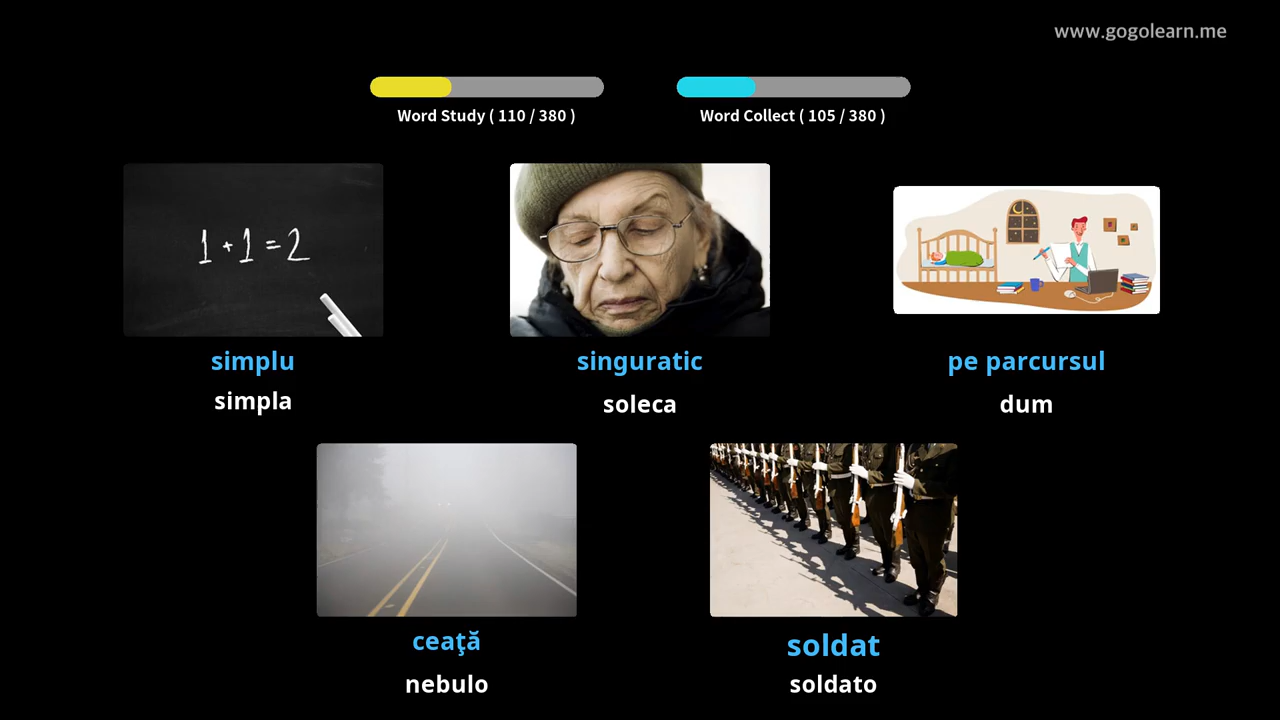 www.gogolearn.me
Word Study ( 110 / 380 )
Word Collect ( 105 / 380 )
1 + 1 = 2
simplu
simpla
singuratic
soleca
pe parcursul
dum
ceaţă
nebulo
soldat
soldato